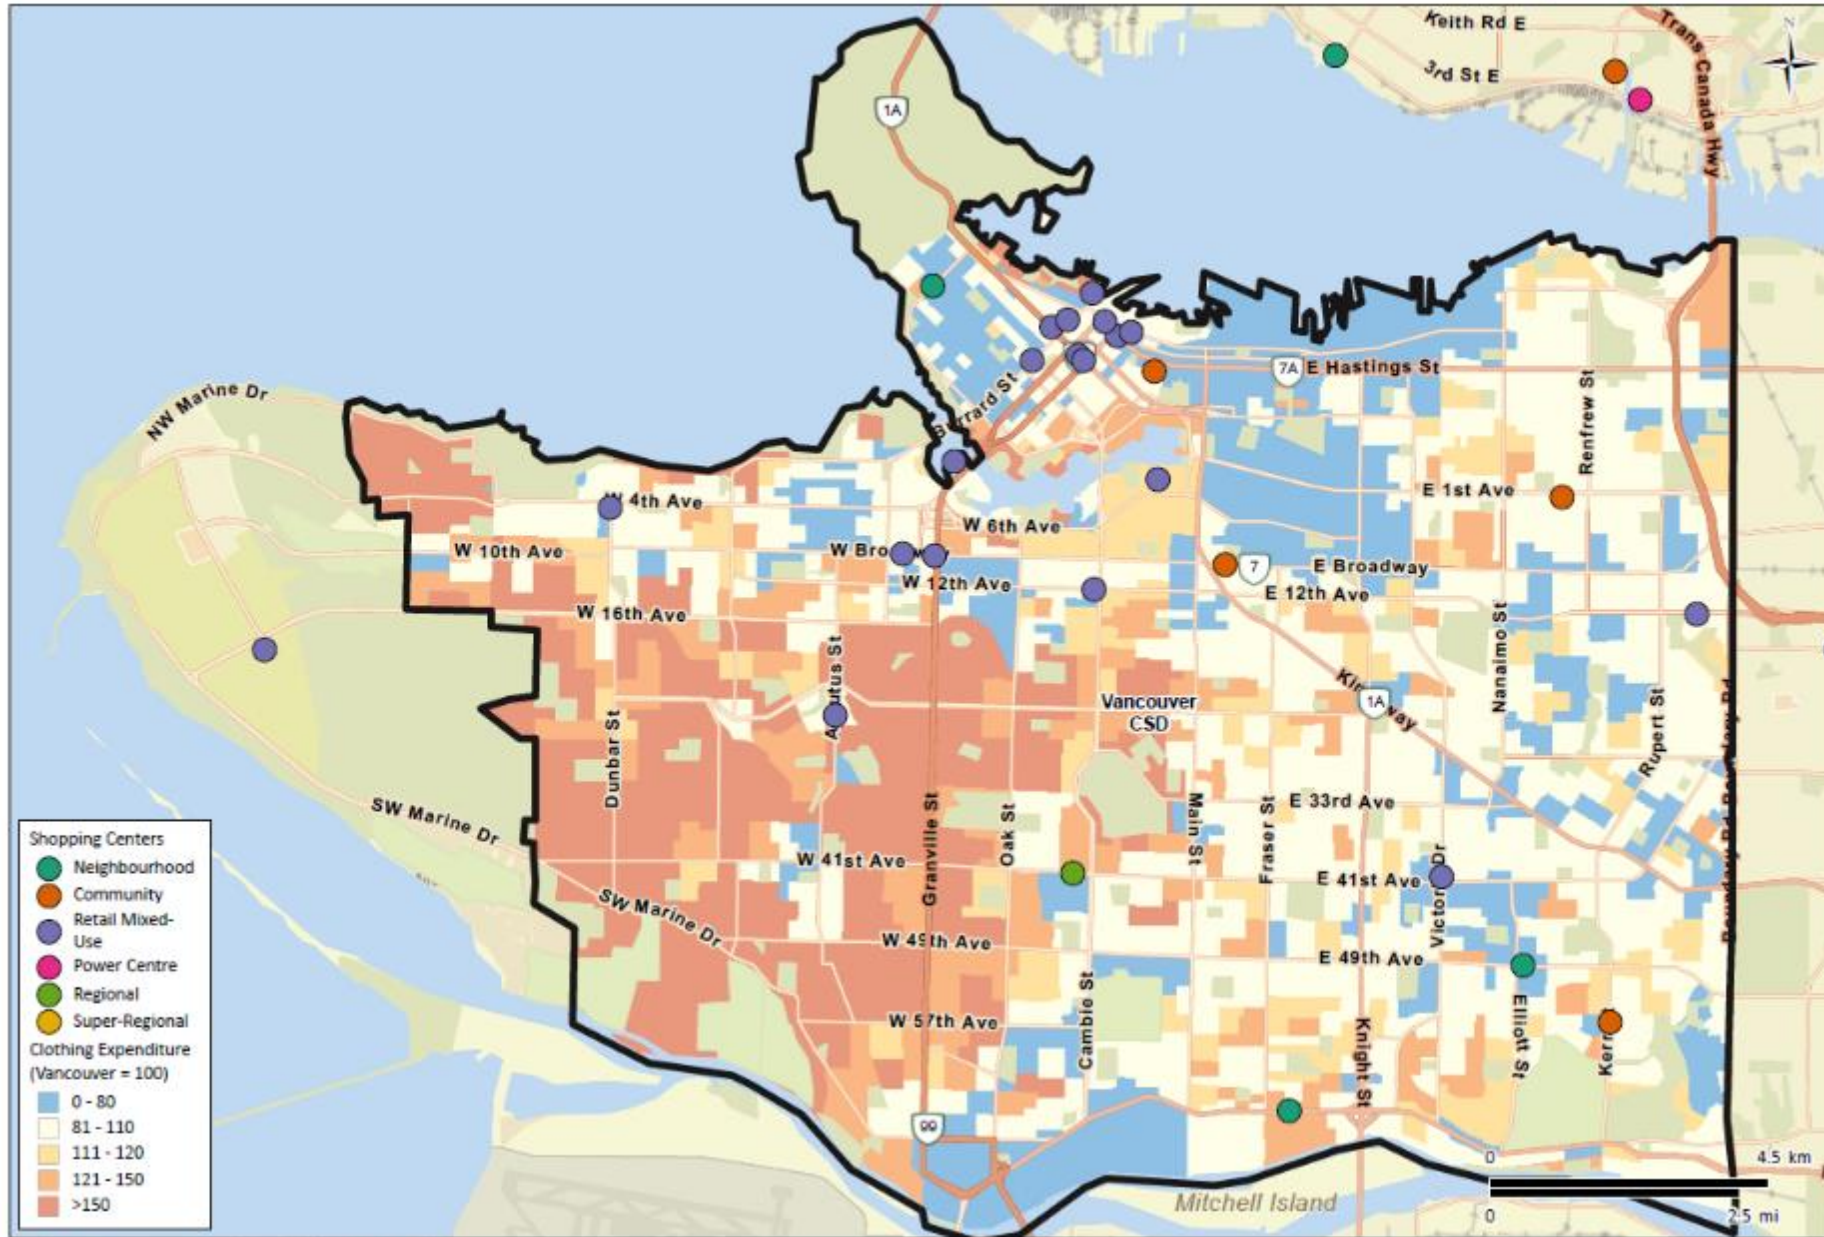 Keith Rd E
3rd St E
Trans Canada Hwy
1A
NW Marine Dr
Burrard St
7A
E Hastings St
Renfrew St
W 4th Ave
E 1st Ave
W 6th Ave
W 10th Ave
W Bro
way
7
E Broadway
W 12th Ave
E 12th Ave
W 16th Ave
Nanaimo St
A
utus St
Vancouver
CSD
Kin
way
1A
Rupert St
Dunbar St
SW Marine Dr
Granville St
Oak St
Main St
Fraser St
E 33rd Ave
W 41st Ave
E 41st Ave
Victor
Dr
SW Marine Dr
W 49th Ave
E 49th Ave
Cambie St
W 57th Ave
Knight St
Elliott St
Kerr
99
Mitchell Island
0
4.5 km
0
2.5 mi
Shopping Centers
Neighbourhood
Community
Retail Mixed-
Use
Power Centre
Regional
Super-Regional
Clothing Expenditure
(Vancouver = 100)
0 - 80
81 - 110
111 - 120
121 - 150
>150